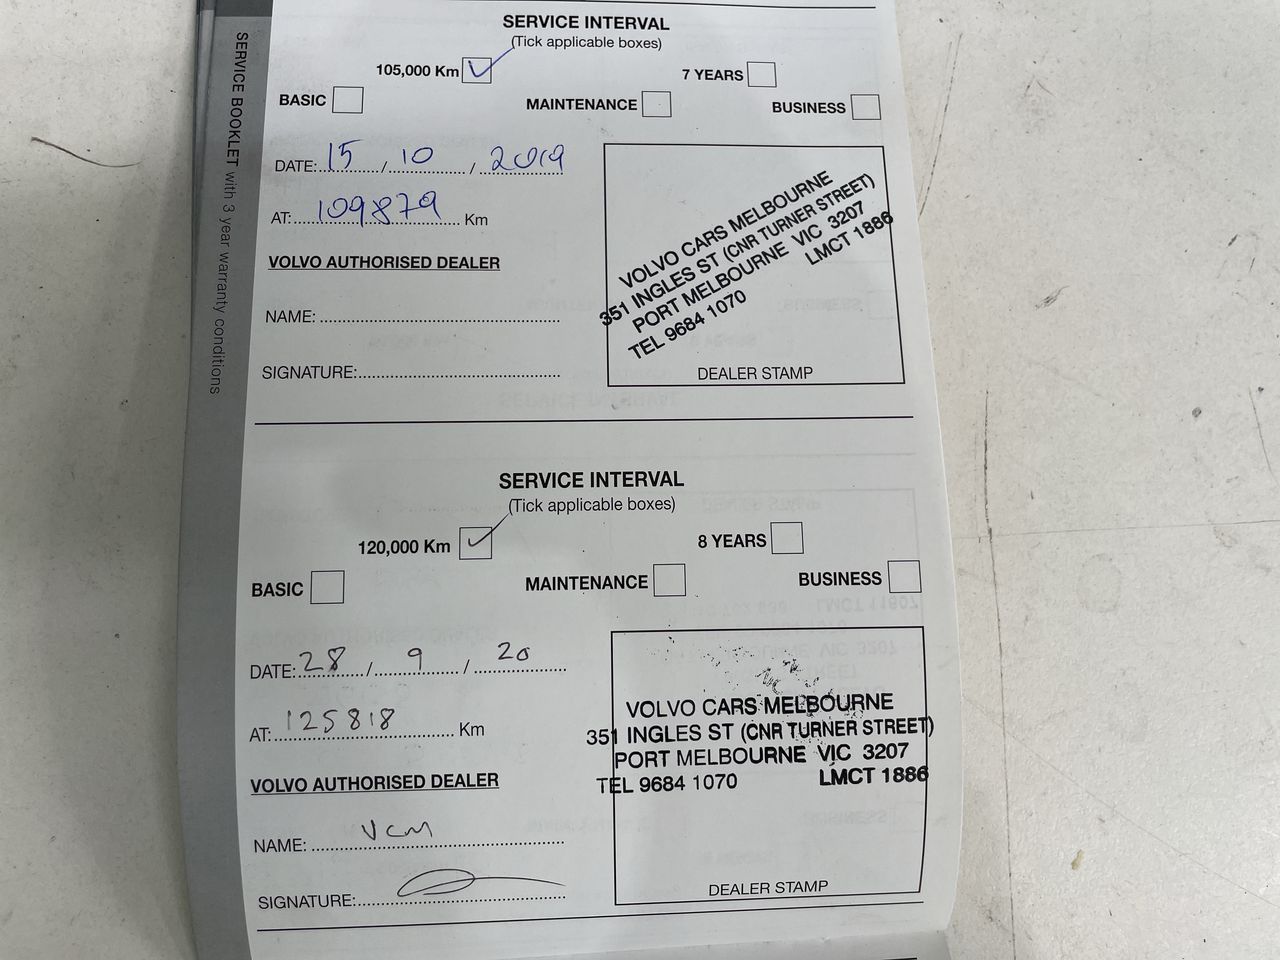 SERVICE BOOKLET with 3 year warranty conditions
SERVICE INTERVAL
(Tick applicable boxes)
105,000 Km 7 YEARS
BASIC MAINTENANCE BUSINESS
DATE: 15 / 10 / 2019
AT: 109879 Km
VOLVO AUTHORISED DEALER
NAME:
SIGNATURE:
VOLVO CARS MELBOURNE
351 INGLES ST (CNR TURNER STREET)
PORT MELBOURNE VIC 3207
TEL 9684 1070 LMCT 1886
DEALER STAMP
SERVICE INTERVAL
(Tick applicable boxes)
120,000 Km 8 YEARS
BASIC MAINTENANCE BUSINESS
DATE: 28 / 9 / 20
AT: 125818 Km
VOLVO AUTHORISED DEALER
NAME: VCM
SIGNATURE:
VOLVO CARS MELBOURNE
351 INGLES ST (CNR TURNER STREET)
PORT MELBOURNE VIC 3207
TEL 9684 1070 LMCT 1886
DEALER STAMP